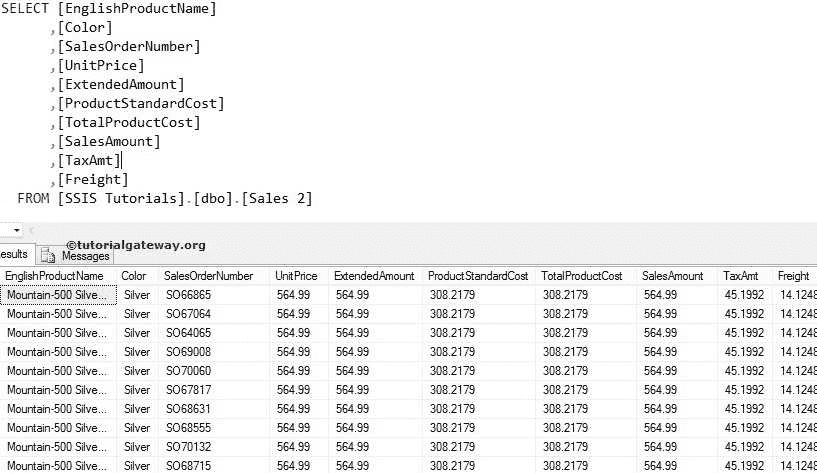 SELECT [EnglishProductName]
,[Color]
,[SalesOrderNumber]
,[UnitPrice]
,[ExtendedAmount]
,[ProductStandardCost]
,[TotalProductCost]
,[SalesAmount]
,[TaxAmt]
,[Freight]
FROM [SSIS Tutorials].[dbo].[Sales 2]
©tutorialgateway.org
esults Messages
EnglishProductName Color SalesOrderNumber UnitPrice ExtendedAmount ProductStandardCost TotalProductCost SalesAmount TaxAmt Freight
Mountain-500 Silve... Silver SO66865 564.99 564.99 308.2179 308.2179 564.99 45.1992 14.1248
Mountain-500 Silve... Silver SO67064 564.99 564.99 308.2179 308.2179 564.99 45.1992 14.1248
Mountain-500 Silve... Silver SO64065 564.99 564.99 308.2179 308.2179 564.99 45.1992 14.1248
Mountain-500 Silve... Silver SO69008 564.99 564.99 308.2179 308.2179 564.99 45.1992 14.1248
Mountain-500 Silve... Silver SO70060 564.99 564.99 308.2179 308.2179 564.99 45.1992 14.1248
Mountain-500 Silve... Silver SO67817 564.99 564.99 308.2179 308.2179 564.99 45.1992 14.1248
Mountain-500 Silve... Silver SO68631 564.99 564.99 308.2179 308.2179 564.99 45.1992 14.1248
Mountain-500 Silve... Silver SO68555 564.99 564.99 308.2179 308.2179 564.99 45.1992 14.1248
Mountain-500 Silve... Silver SO70132 564.99 564.99 308.2179 308.2179 564.99 45.1992 14.1248
Mountain-500 Silve... Silver SO68715 564.99 564.99 308.2179 308.2179 564.99 45.1992 14.1248